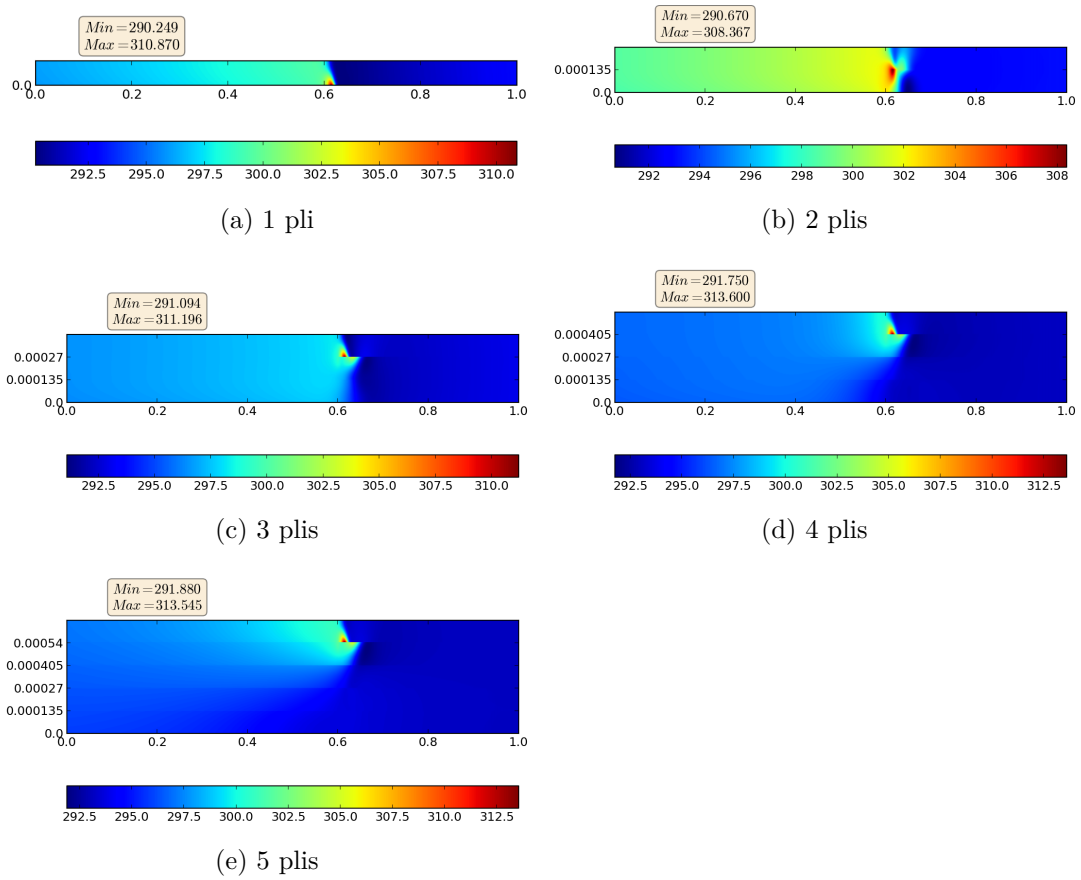 Min=290.249
Max=310.870
0.0
0.0 0.2 0.4 0.6 0.8 1.0
292.5 295.0 297.5 300.0 302.5 305.0 307.5 310.0
(a) 1 pli
Min=290.670
Max=308.367
0.000135
0.0
0.0 0.2 0.4 0.6 0.8 1.0
292 294 296 298 300 302 304 306 308
(b) 2 plis
Min=291.094
Max=311.196
0.00027
0.000135
0.0
0.0 0.2 0.4 0.6 0.8 1.0
292.5 295.0 297.5 300.0 302.5 305.0 307.5 310.0
(c) 3 plis
Min=291.750
Max=313.600
0.000405
0.00027
0.000135
0.0
0.0 0.2 0.4 0.6 0.8 1.0
292.5 295.0 297.5 300.0 302.5 305.0 307.5 310.0 312.5
(d) 4 plis
Min=291.880
Max=313.545
0.00054
0.000405
0.00027
0.000135
0.0
0.0 0.2 0.4 0.6 0.8 1.0
292.5 295.0 297.5 300.0 302.5 305.0 307.5 310.0 312.5
(e) 5 plis